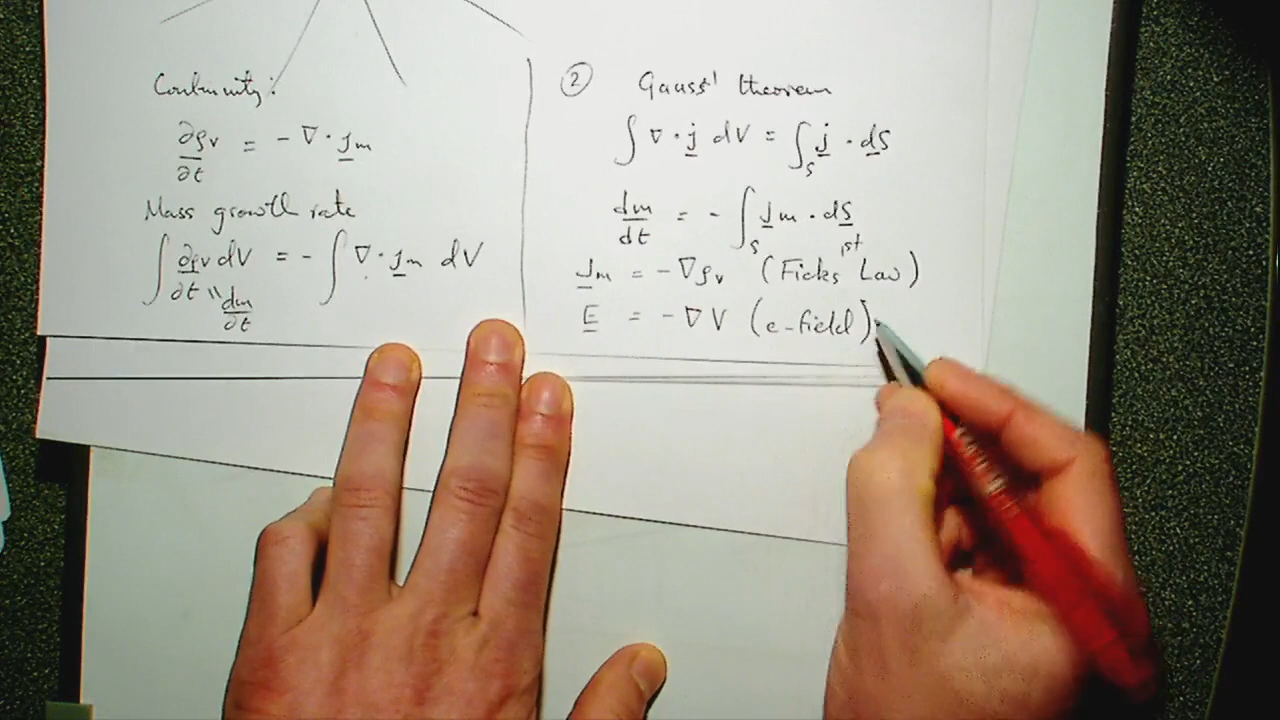 Continuity:
∂ρv/∂t = - ∇ · Jm
Mass growth rate
∫ ∂ρv/∂t dV = - ∫ ∇ · Jm dV
" dm/∂t
② Gauss' theorem
∫ ∇ · j dV = ∫S j · dS
dm/dt = - ∫S Jm · dS
Jm = -∇ρv (Ficks 1st Law)
E = -∇V (e-field)